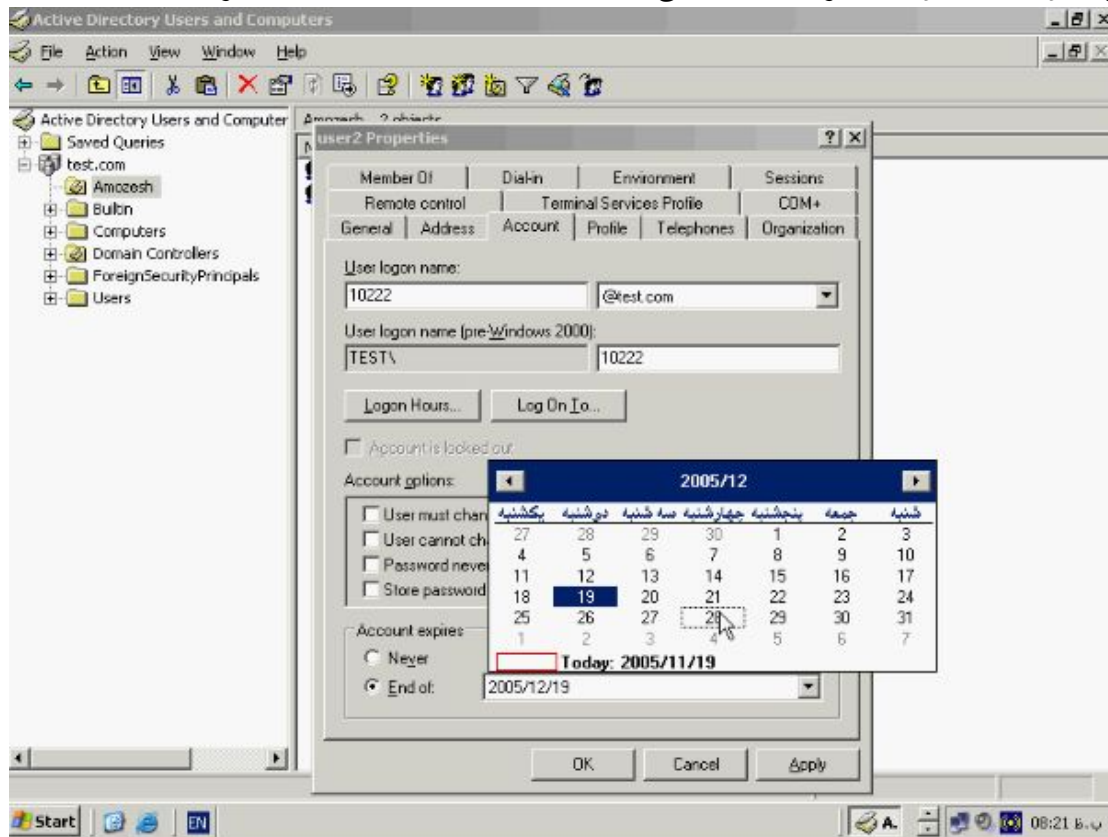 Active Directory Users and Computers
File Action View Window Help
Active Directory Users and Computer
Amozesh 2 objects
Saved Queries
test.com
Amozesh
Builtin
Computers
Domain Controllers
ForeignSecurityPrincipals
Users
user2 Properties
Member Of Dial-in Environment Sessions
Remote control Terminal Services Profile COM+
General Address Account Profile Telephones Organization
User logon name:
10222 @test.com
User logon name (pre-Windows 2000):
TEST\ 10222
Logon Hours... Log On To...
Account is locked out
Account options:
User must chan
User cannot ch
Password never
Store password
2005/12
یکشنبه دوشنبه سه شنبه چهارشنبه پنجشنبه جمعه شنبه
27 28 29 30 1 2 3
4 5 6 7 8 9 10
11 12 13 14 15 16 17
18 19 20 21 22 23 24
25 26 27 28 29 30 31
1 2 3 4 5 6 7
Today: 2005/11/19
Account expires
Never
End of: 2005/12/19
OK Cancel Apply
Start EN A. 08:21 ب.ظ